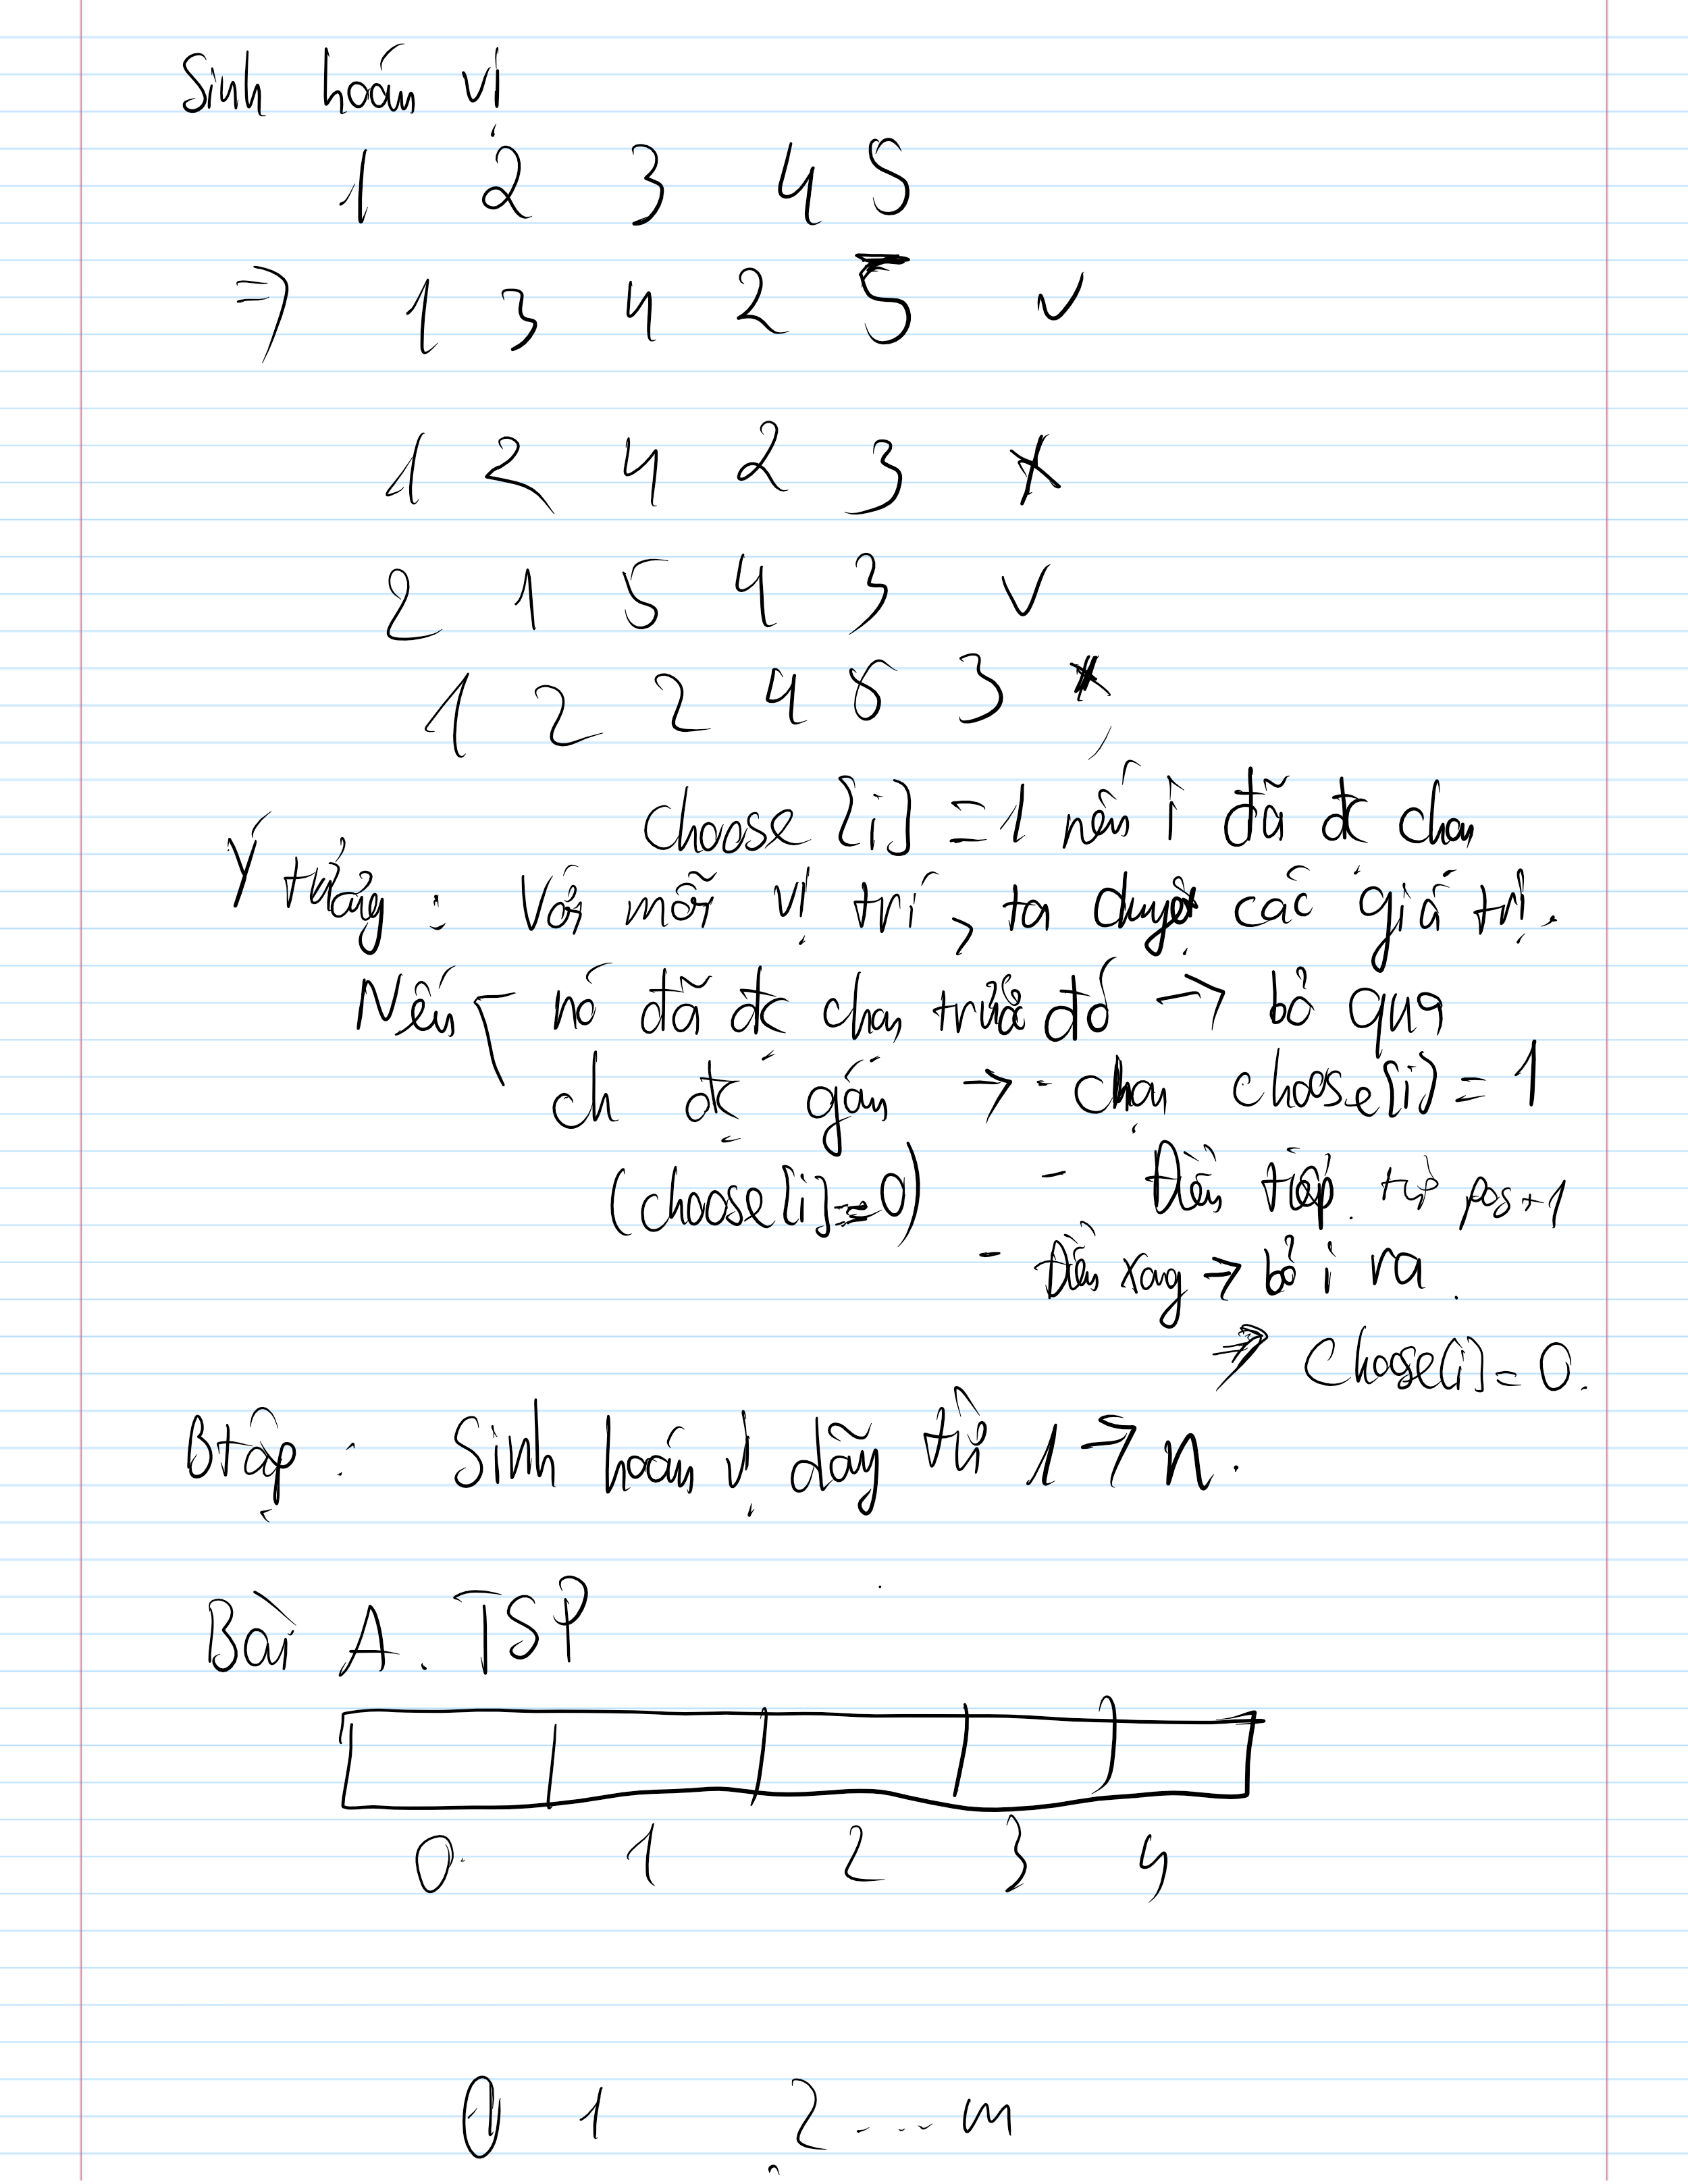 Sinh hoán vị
1 2 3 4 5
⇒ 1 3 4 2 5 ✓
1 2 4 2 3 ×
2 1 5 4 3 ✓
1 2 2 4 6 3 ×
choose [i] = 1 nếu i đã đc chọn
Ý tưởng : Với mỗi vị trí, ta duyệt các giá trị.
Nếu nó đã đc chọn trước đó → bỏ qua
ch đc gán → - chọn choose[i] = 1
(choose[i]==0) - Điền tiếp từ pos+1
- Điền xong → bỏ i ra.
⇒ choose[i] = 0.
Btập : Sinh hoán vị dãy từ 1 → n.
Bài A. TSP
0 1 2 3 4
0 1 2 ... m